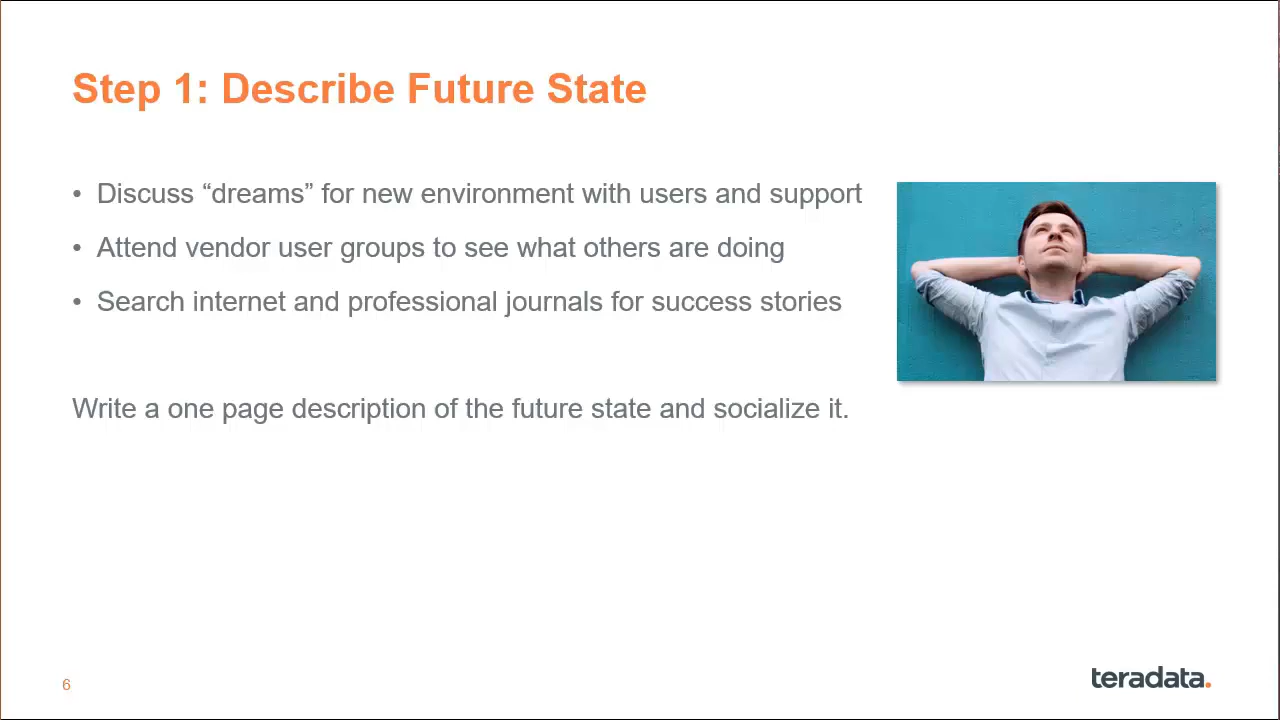 Step 1: Describe Future State
• Discuss “dreams” for new environment with users and support
• Attend vendor user groups to see what others are doing
• Search internet and professional journals for success stories
Write a one page description of the future state and socialize it.
6
teradata.